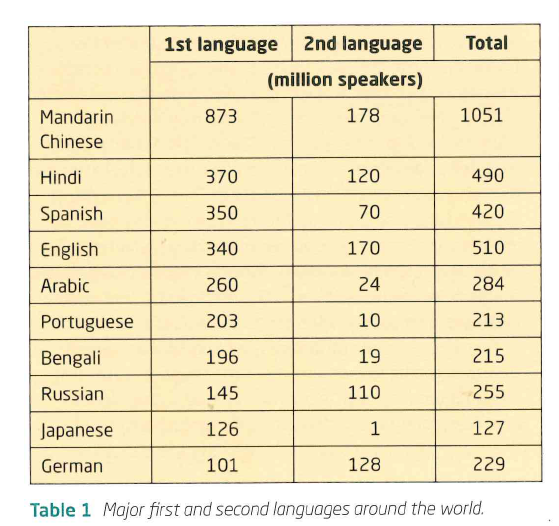 1st language 2nd language Total
(million speakers)
Mandarin Chinese 873 178 1051
Hindi 370 120 490
Spanish 350 70 420
English 340 170 510
Arabic 260 24 284
Portuguese 203 10 213
Bengali 196 19 215
Russian 145 110 255
Japanese 126 1 127
German 101 128 229
Table 1 Major first and second languages around the world.